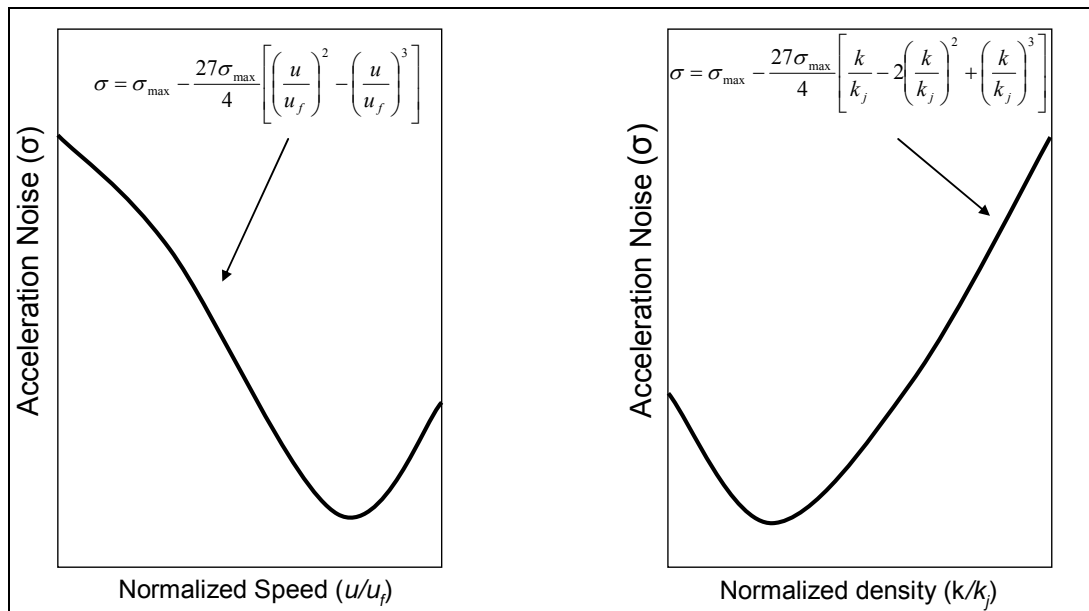 σ = σ_max − 27σ_max/4 [(u/u_f)^2 − (u/u_f)^3]
Acceleration Noise (σ)
Normalized Speed (u/u_f)
σ = σ_max − 27σ_max/4 [k/k_j − 2(k/k_j)^2 + (k/k_j)^3]
Acceleration Noise (σ)
Normalized density (k/k_j)